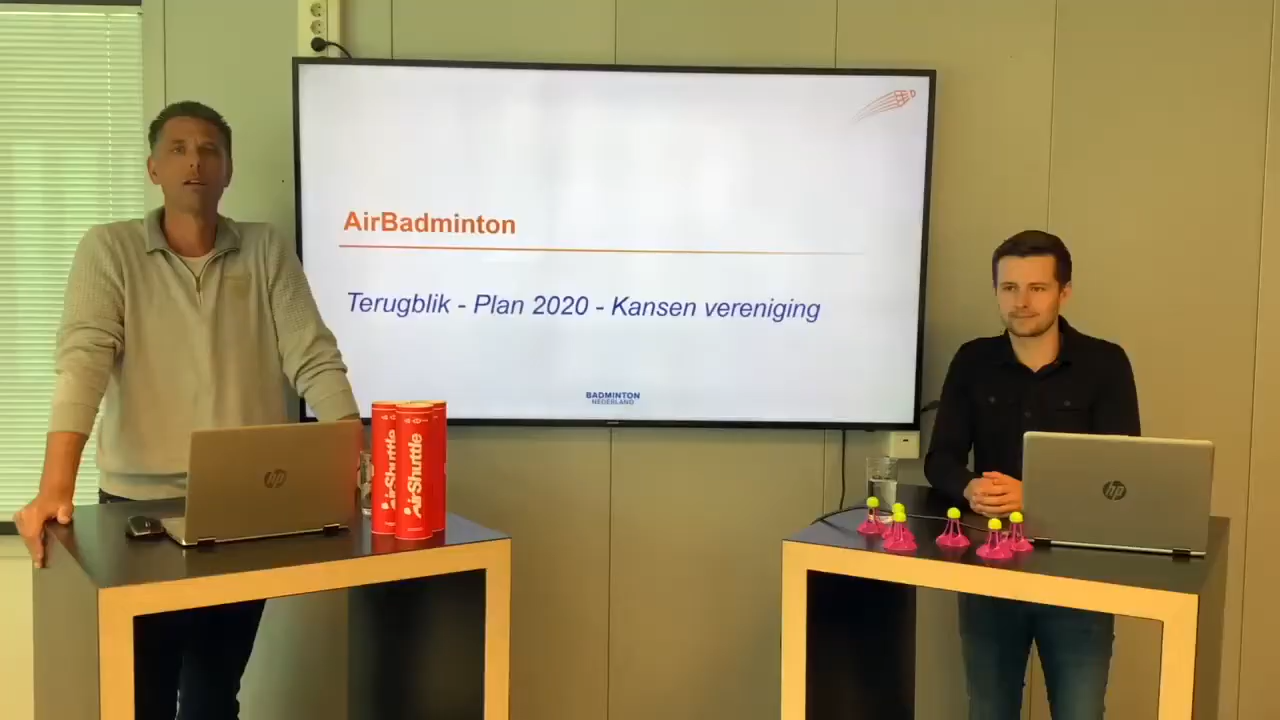 AirBadminton
Terugblik - Plan 2020 - Kansen vereniging
BADMINTON
NEDERLAND
AirShuttle
AirShuttle
hp
hp